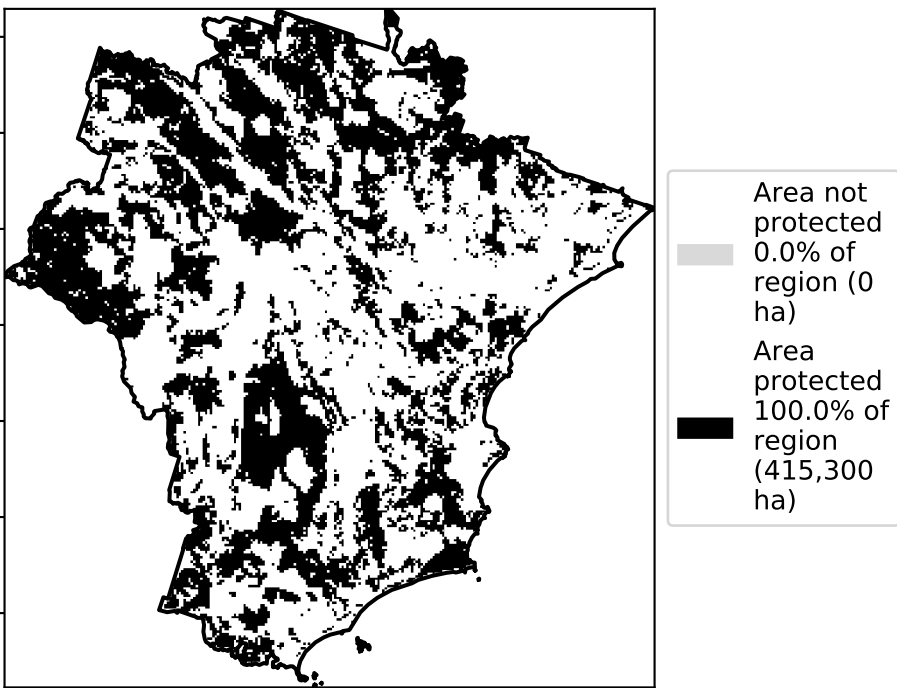 Area not
protected
0.0% of
region (0
ha)
Area
protected
100.0% of
region
(415,300
ha)